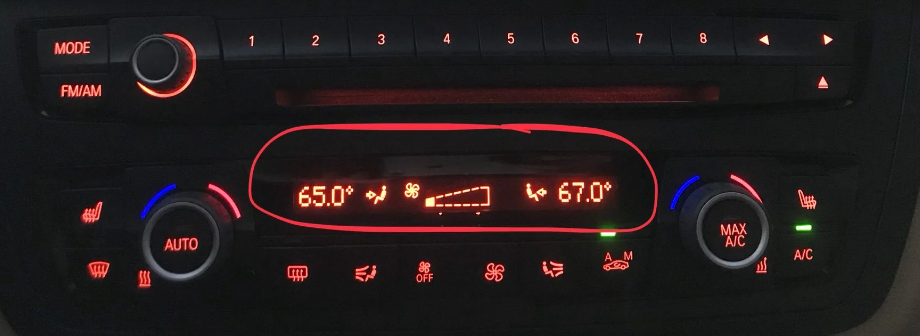 MODE 1 2 3 4 5 6 7 8
FM/AM
65.0° 67.0°
AUTO MAX
A/C
A M A/C
OFF